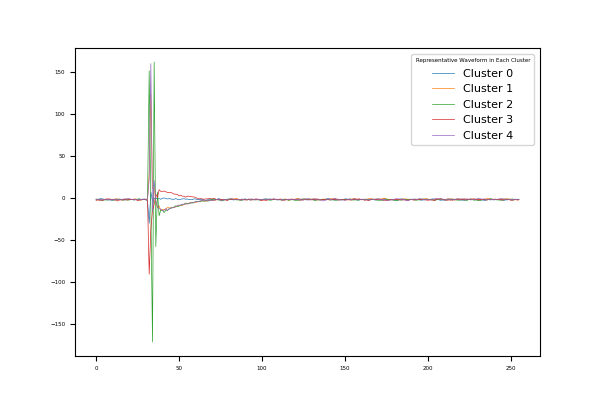 Representative Waveform in Each Cluster
Cluster 0
Cluster 1
Cluster 2
Cluster 3
Cluster 4
150
100
50
0
−50
−100
−150
0
50
100
150
200
250